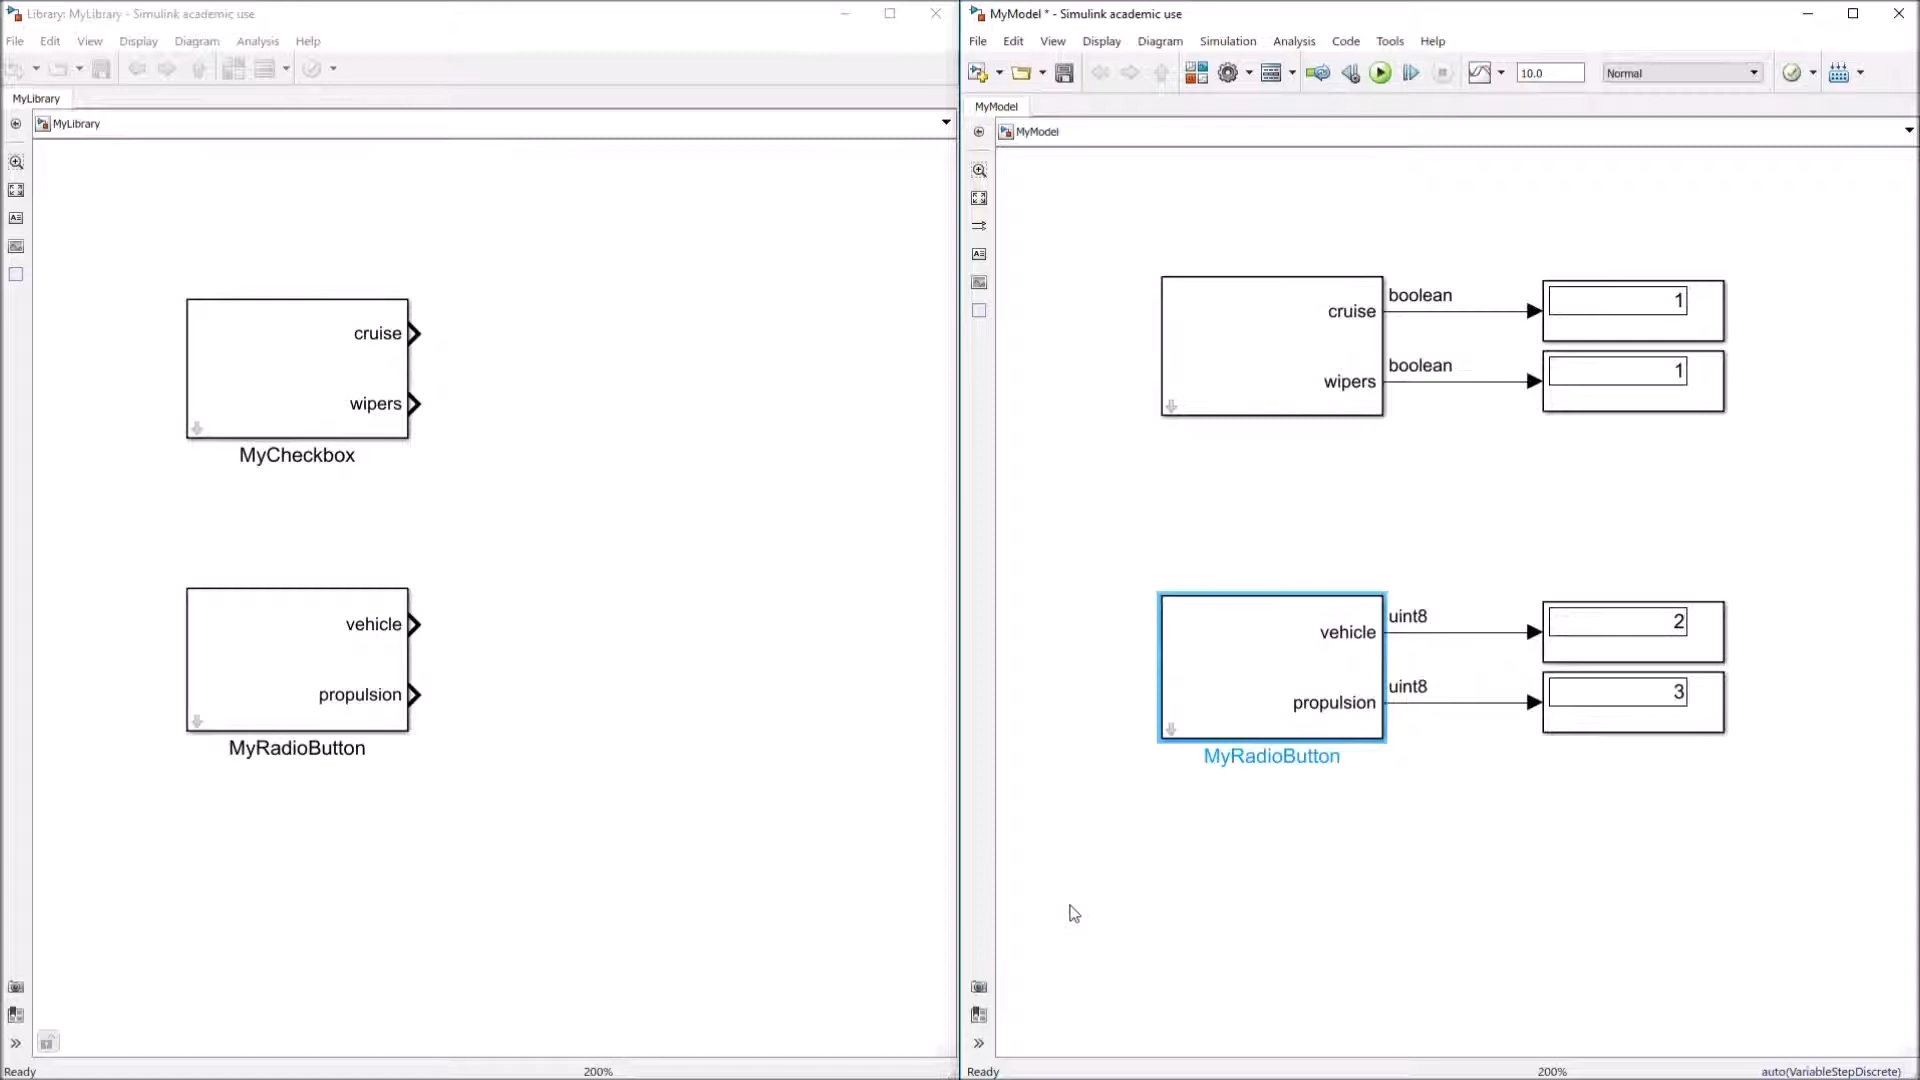 Library: MyLibrary - Simulink academic use
File Edit View Display Diagram Analysis Help
MyLibrary
MyLibrary
cruise
wipers
MyCheckbox
vehicle
propulsion
MyRadioButton
Ready
200%
MyModel * - Simulink academic use
File Edit View Display Diagram Simulation Analysis Code Tools Help
10.0
Normal
MyModel
MyModel
cruise
boolean
1
wipers
boolean
1
vehicle
uint8
2
propulsion
uint8
3
MyRadioButton
Ready
200%
auto(VariableStepDiscrete)